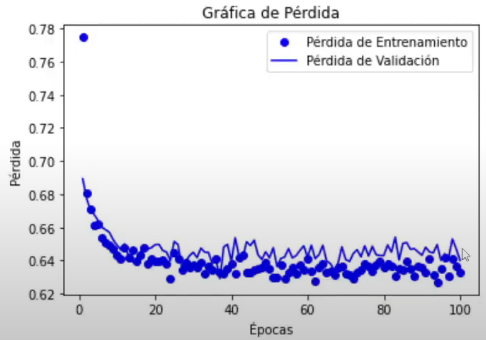 Gráfica de Pérdida
Pérdida de Entrenamiento
Pérdida de Validación
Pérdida
0.78
0.76
0.74
0.72
0.70
0.68
0.66
0.64
0.62
0 20 40 60 80 100
Épocas